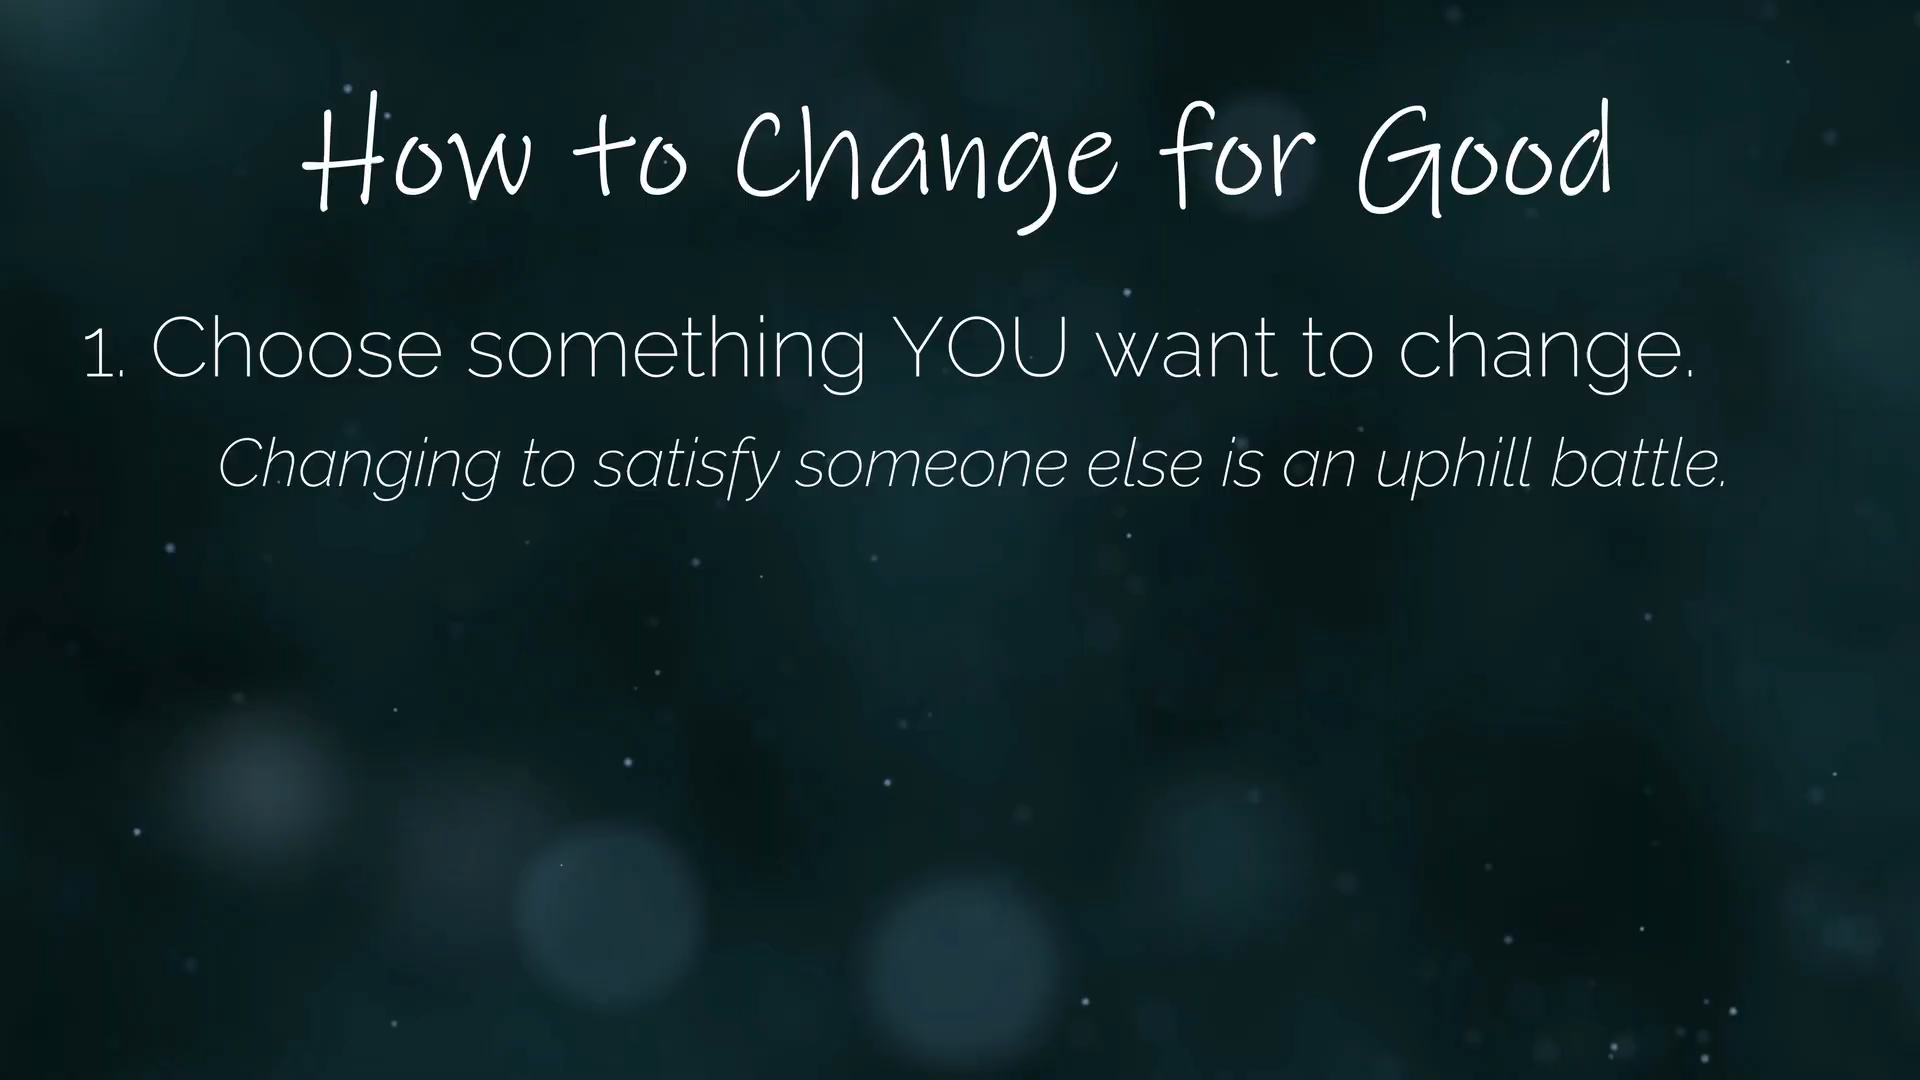 How to Change for Good
1. Choose something YOU want to change.
Changing to satisfy someone else is an uphill battle.